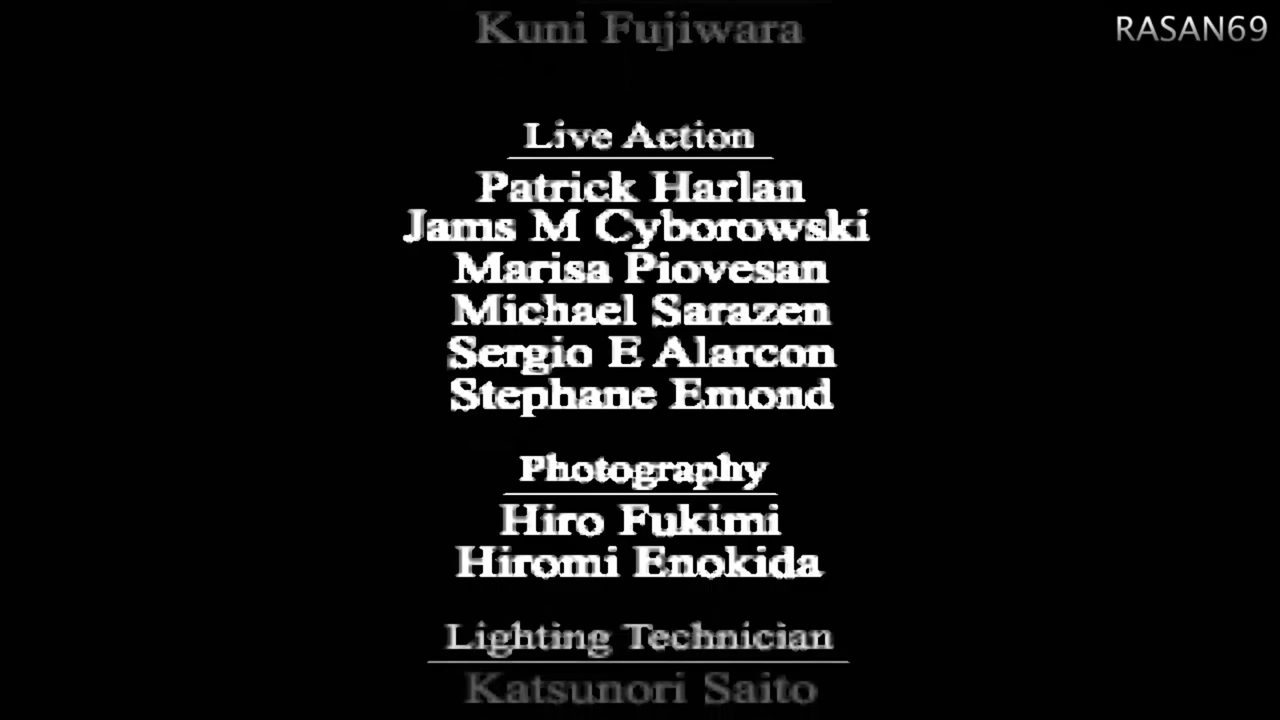 Kuni Fujiwara
RASAN69
Live Action
Patrick Harlan
Jams M Cyborowski
Marisa Piovesan
Michael Sarazen
Sergio E Alarcon
Stephane Emond
Photography
Hiro Fukimi
Hiromi Enokida
Lighting Technician
Katsunori Saito